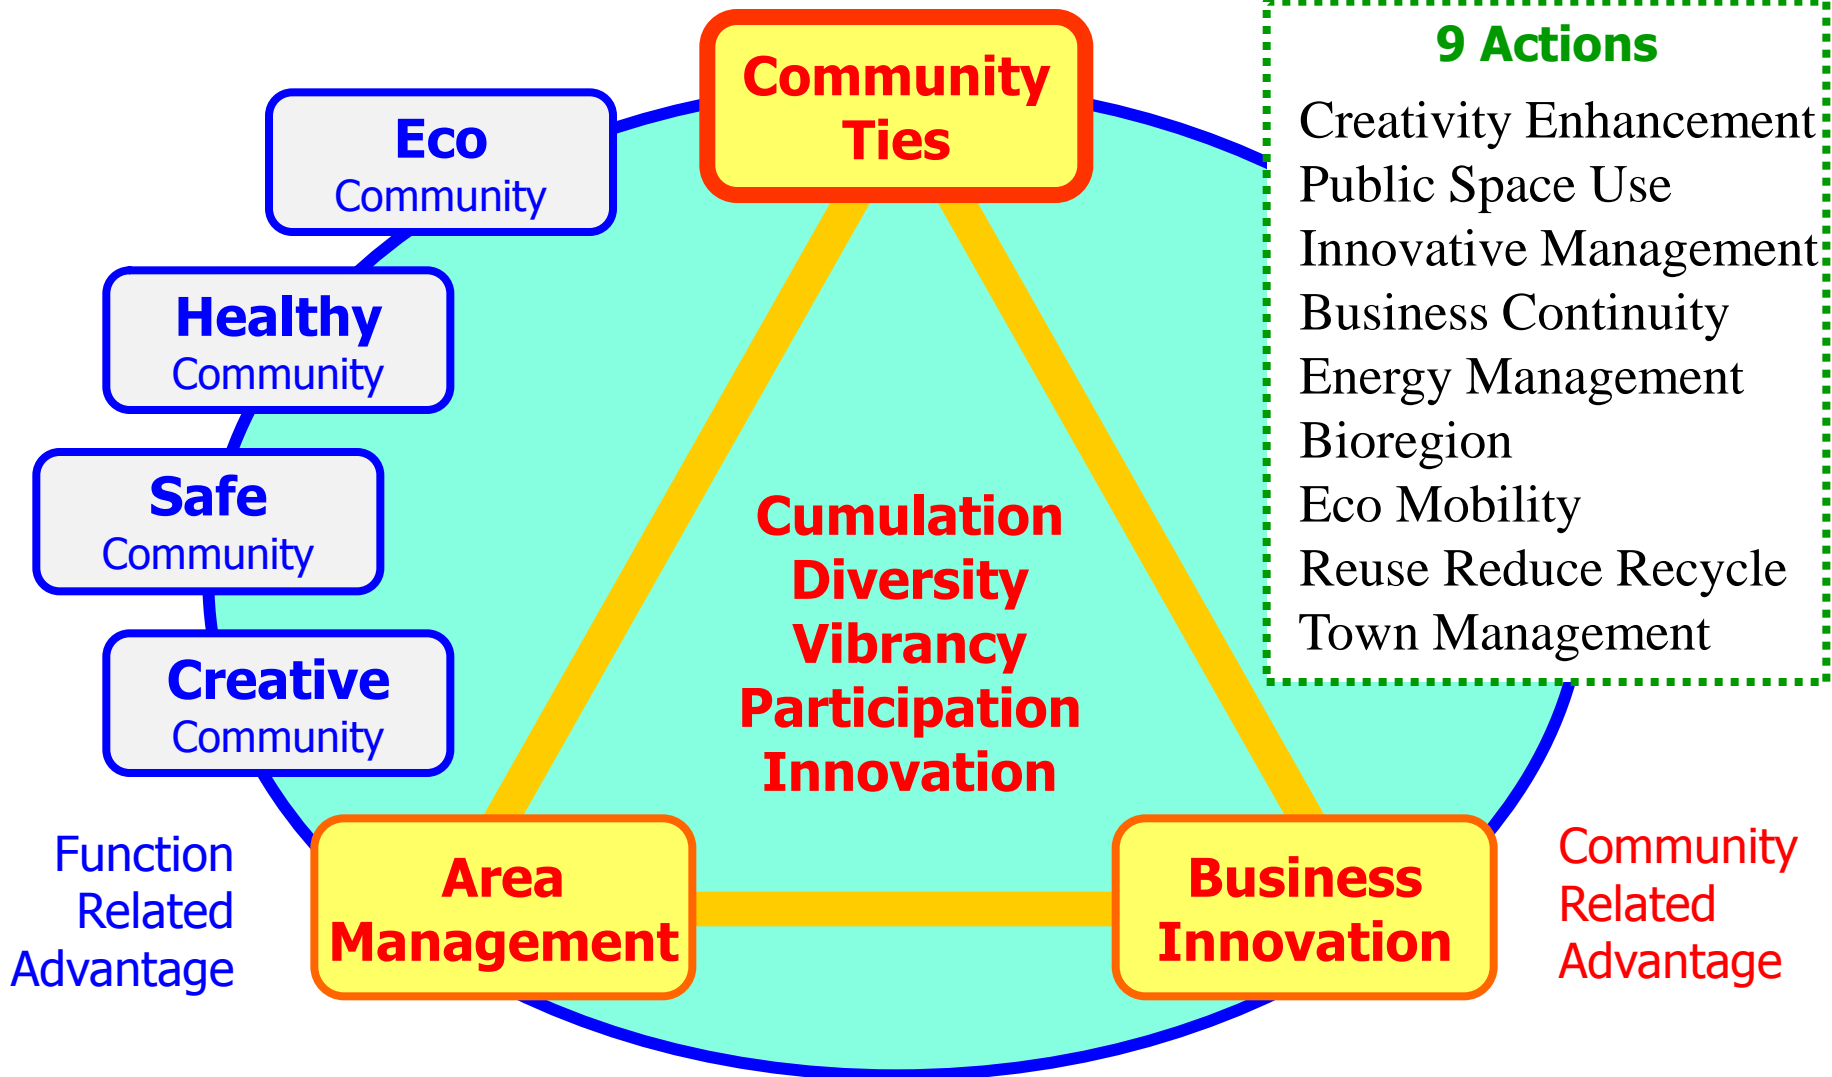 Community
Ties
Eco
Community
Healthy
Community
Safe
Community
Creative
Community
Function
Related
Advantage
Area
Management
Cumulation
Diversity
Vibrancy
Participation
Innovation
Business
Innovation
Community
Related
Advantage
9 Actions
Creativity Enhancement
Public Space Use
Innovative Management
Business Continuity
Energy Management
Bioregion
Eco Mobility
Reuse Reduce Recycle
Town Management